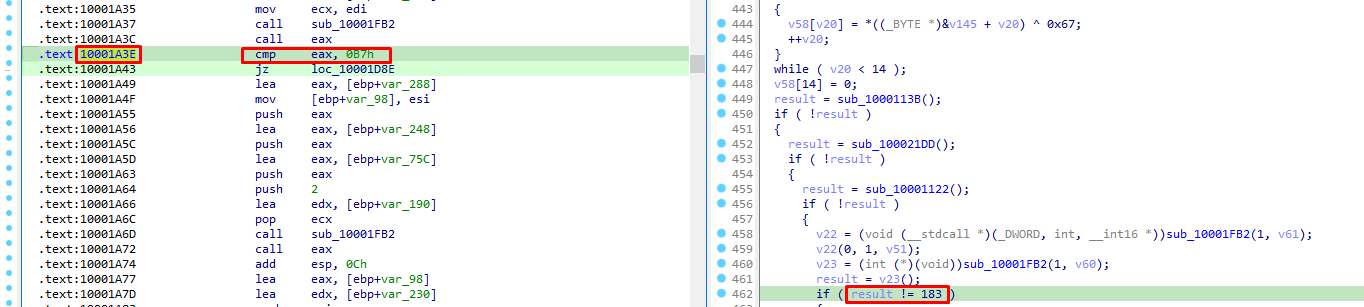 .text:10001A35 mov ecx, edi
.text:10001A37 call sub_10001FB2
.text:10001A3C call eax
.text:10001A3E cmp eax, 0B7h
.text:10001A43 jz loc_10001D8E
.text:10001A49 lea eax, [ebp+var_288]
.text:10001A4F mov [ebp+var_98], esi
.text:10001A55 push eax
.text:10001A56 lea eax, [ebp+var_248]
.text:10001A5C push eax
.text:10001A5D lea eax, [ebp+var_75C]
.text:10001A63 push eax
.text:10001A64 push 2
.text:10001A66 lea edx, [ebp+var_190]
.text:10001A6C pop ecx
.text:10001A6D call sub_10001FB2
.text:10001A72 call eax
.text:10001A74 add esp, 0Ch
.text:10001A77 lea eax, [ebp+var_98]
.text:10001A7D lea edx, [ebp+var_230]
443 {
444 v58[v20] = *((_BYTE *)&v145 + v20) ^ 0x67;
445 ++v20;
446 }
447 while ( v20 < 14 );
448 v58[14] = 0;
449 result = sub_1000113B();
450 if ( !result )
451 {
452 result = sub_100021DD();
453 if ( !result )
454 {
455 result = sub_10001122();
456 if ( !result )
457 {
458 v22 = (void (__stdcall *)(_DWORD, int, __int16 *))sub_10001FB2(1, v61);
459 v22(0, 1, v51);
460 v23 = (int (*)(void))sub_10001FB2(1, v60);
461 result = v23();
462 if ( result != 183 )